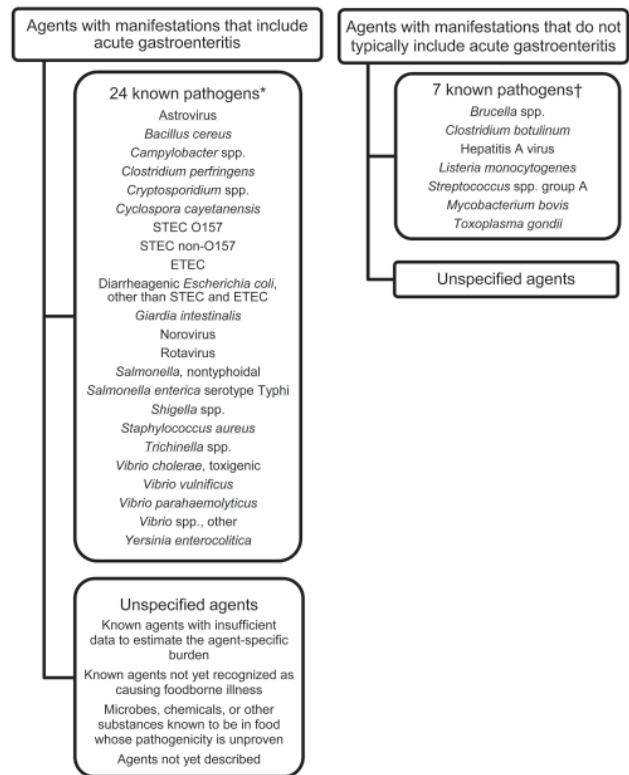 Agents with manifestations that include
acute gastroenteritis
24 known pathogens*
Astrovirus
Bacillus cereus
Campylobacter spp.
Clostridium perfringens
Cryptosporidium spp.
Cyclospora cayetanensis
STEC O157
STEC non-O157
ETEC
Diarrheagenic Escherichia coli,
other than STEC and ETEC
Giardia intestinalis
Norovirus
Rotavirus
Salmonella, nontyphoidal
Salmonella enterica serotype Typhi
Shigella spp.
Staphylococcus aureus
Trichinella spp.
Vibrio cholerae, toxigenic
Vibrio vulnificus
Vibrio parahaemolyticus
Vibrio spp., other
Yersinia enterocolitica
Unspecified agents
Known agents with insufficient
data to estimate the agent-specific
burden
Known agents not yet recognized as
causing foodborne illness
Microbes, chemicals, or other
substances known to be in food
whose pathogenicity is unproven
Agents not yet described
Agents with manifestations that do not
typically include acute gastroenteritis
7 known pathogens†
Brucella spp.
Clostridium botulinum
Hepatitis A virus
Listeria monocytogenes
Streptococcus spp. group A
Mycobacterium bovis
Toxoplasma gondii
Unspecified agents